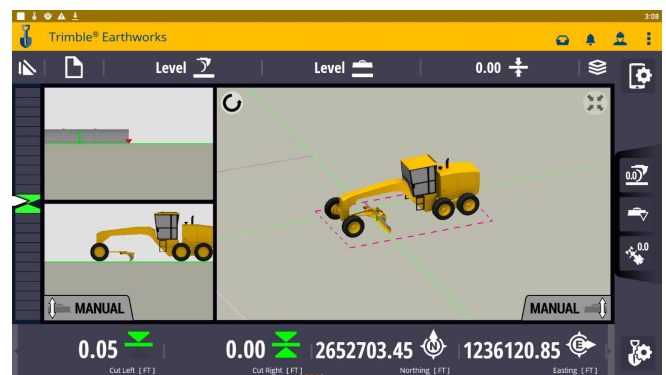 3:08
Trimble® Earthworks
Level
Level
0.00
0.0
0.0
MANUAL
MANUAL
0.05
0.00
2652703.45
N
1236120.85
E
Cut Left [FT]
Cut Right [FT]
Northing [FT]
Easting [FT]